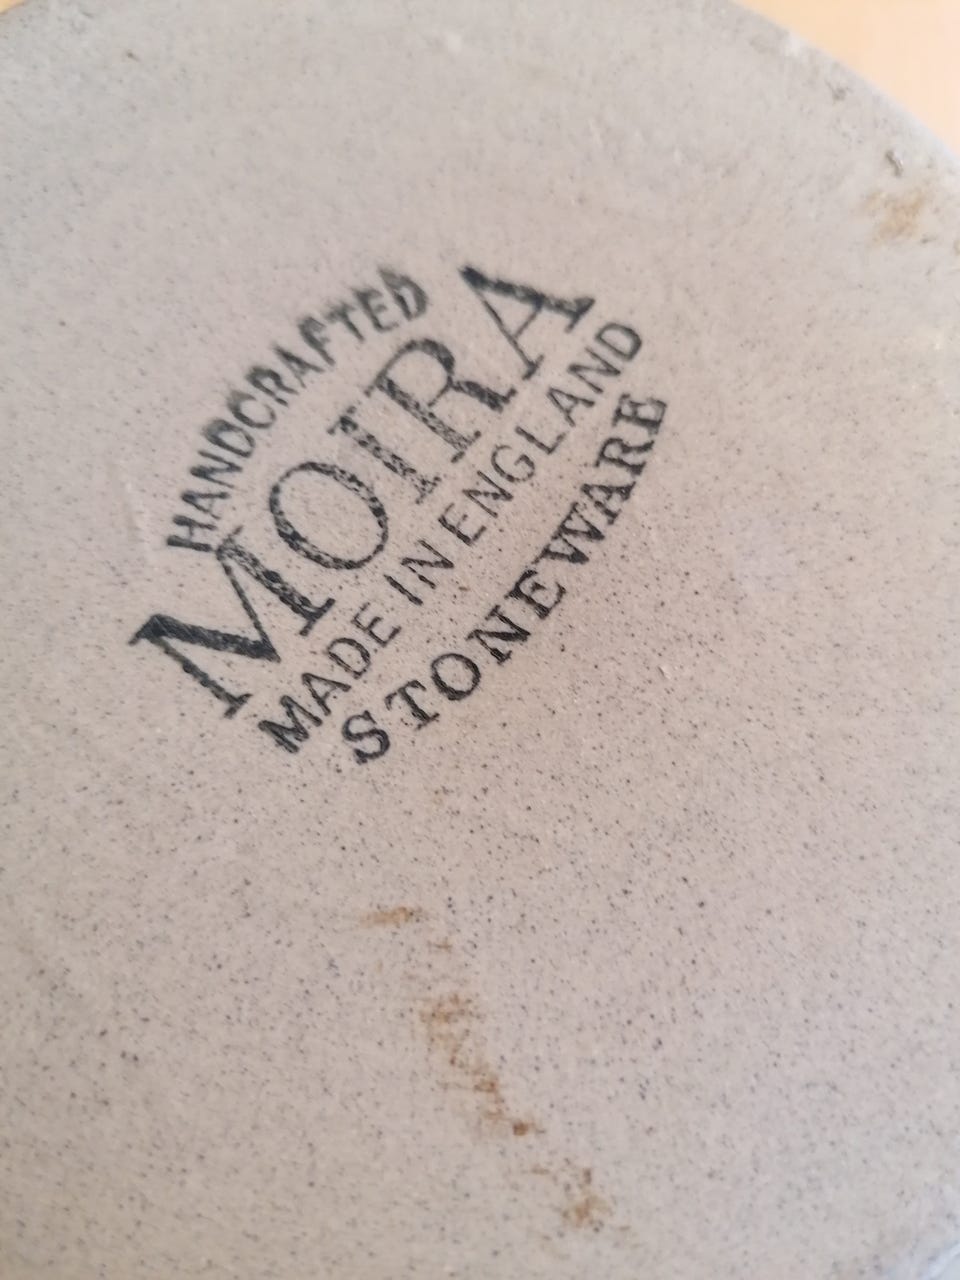 HANDCRAFTED
MOIRA
MADE IN ENGLAND
STONEWARE